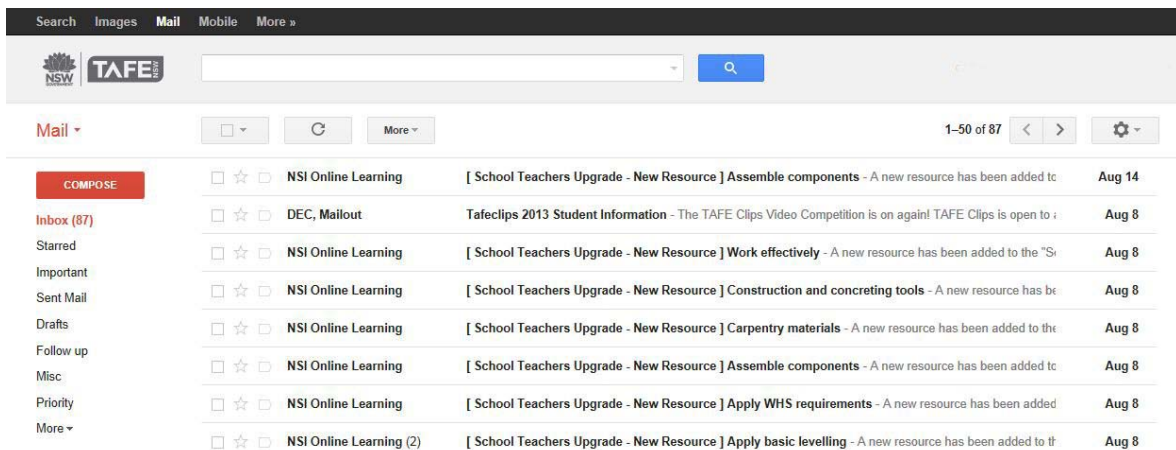 Search Images Mail Mobile More »
NSW GOVERNMENT TAFE NSW
Mail
More
1–50 of 87
COMPOSE
Inbox (87)
Starred
Important
Sent Mail
Drafts
Follow up
Misc
Priority
More
NSI Online Learning [ School Teachers Upgrade - New Resource ] Assemble components - A new resource has been added to Aug 14
DEC, Mailout Tafeclips 2013 Student Information - The TAFE Clips Video Competition is on again! TAFE Clips is open to Aug 8
NSI Online Learning [ School Teachers Upgrade - New Resource ] Work effectively - A new resource has been added to the "S Aug 8
NSI Online Learning [ School Teachers Upgrade - New Resource ] Construction and concreting tools - A new resource has be Aug 8
NSI Online Learning [ School Teachers Upgrade - New Resource ] Carpentry materials - A new resource has been added to the Aug 8
NSI Online Learning [ School Teachers Upgrade - New Resource ] Assemble components - A new resource has been added to Aug 8
NSI Online Learning [ School Teachers Upgrade - New Resource ] Apply WHS requirements - A new resource has been added Aug 8
NSI Online Learning (2) [ School Teachers Upgrade - New Resource ] Apply basic levelling - A new resource has been added to th Aug 8